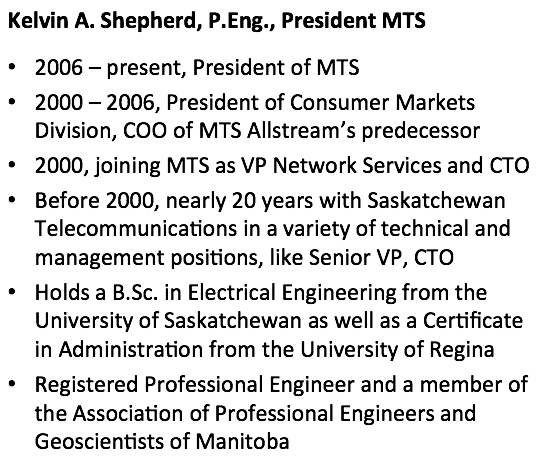 Kelvin A. Shepherd, P.Eng., President MTS
• 2006 – present, President of MTS
• 2000 – 2006, President of Consumer Markets
Division, COO of MTS Allstream’s predecessor
• 2000, joining MTS as VP Network Services and CTO
• Before 2000, nearly 20 years with Saskatchewan
Telecommunications in a variety of technical and
management positions, like Senior VP, CTO
• Holds a B.Sc. in Electrical Engineering from the
University of Saskatchewan as well as a Certificate
in Administration from the University of Regina
• Registered Professional Engineer and a member of
the Association of Professional Engineers and
Geoscientists of Manitoba